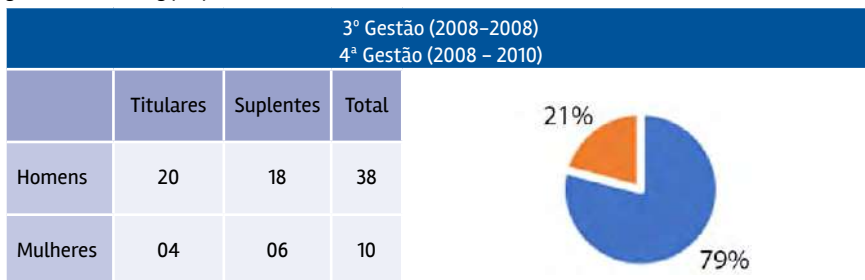 3º Gestão (2008-2008)
4ª Gestão (2008 - 2010)
Titulares Suplentes Total
Homens 20 18 38
Mulheres 04 06 10
21%
79%